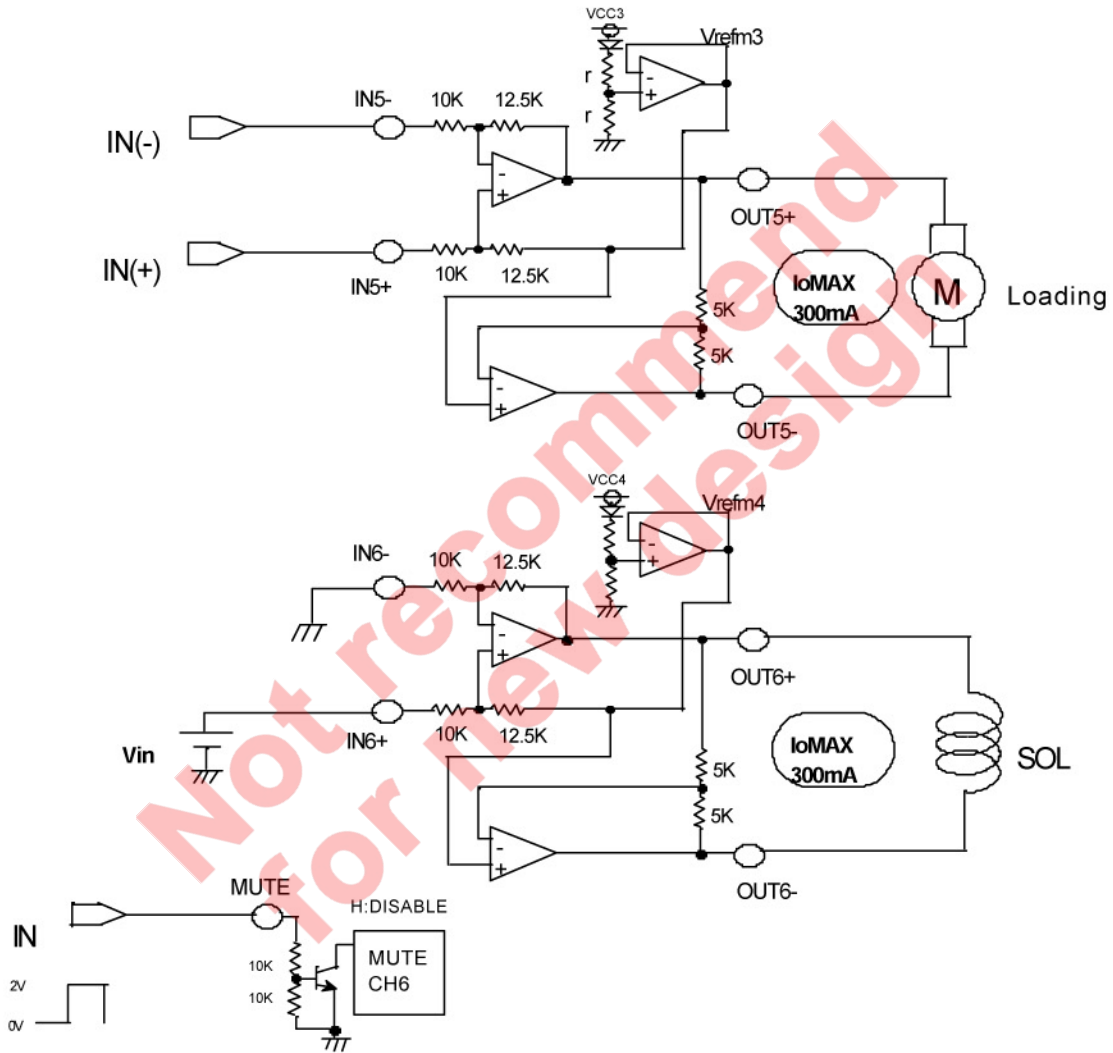 VCC3
Vrefm3
r
r
IN5-
10K
12.5K
IN(-)
-
+
-
+
OUT5+
IN(+)
10K
12.5K
IN5+
IoMAX
300mA
M
Loading
5K
5K
-
+
OUT5-
VCC4
Vrefm4
IN6-
10K
12.5K
-
+
-
+
OUT6+
10K
12.5K
IN6+
Vin
IoMAX
300mA
SOL
5K
5K
-
+
OUT6-
MUTE
H:DISABLE
IN
MUTE
CH6
10K
10K
2V
0V
Not recommend
for new design